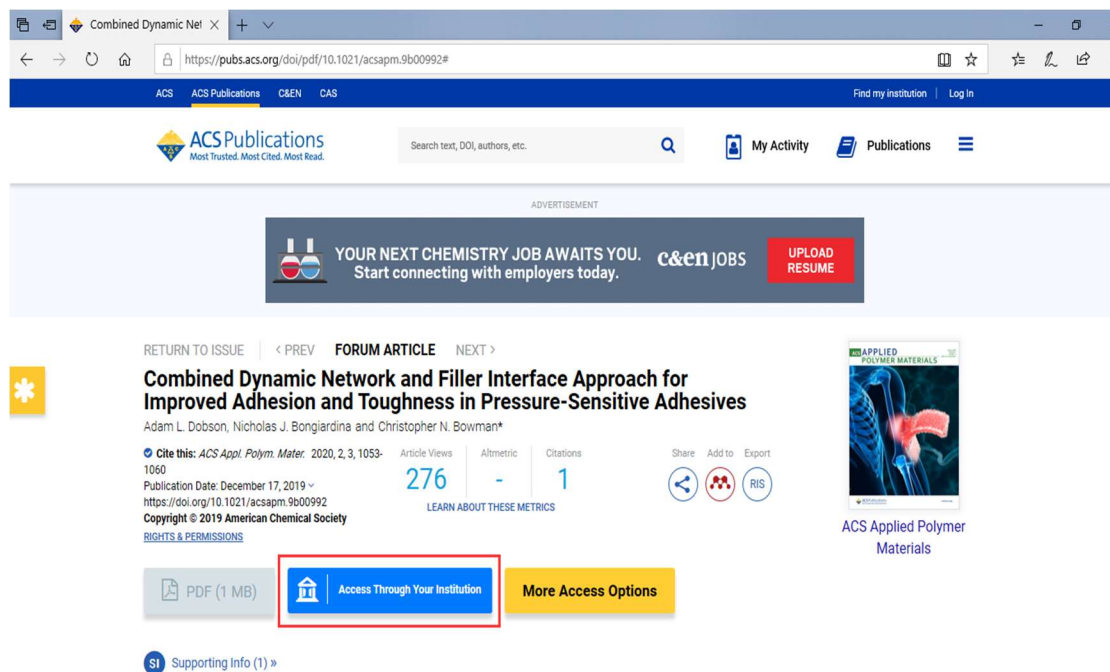 Combined Dynamic Net
https://pubs.acs.org/doi/pdf/10.1021/acsapm.9b00992#
ACS ACS Publications C&EN CAS Find my institution | Log In
ACS Publications
Most Trusted. Most Cited. Most Read.
Search text, DOI, authors, etc.
My Activity
Publications
ADVERTISEMENT
YOUR NEXT CHEMISTRY JOB AWAITS YOU.
Start connecting with employers today.
c&en JOBS
UPLOAD
RESUME
RETURN TO ISSUE | < PREV FORUM ARTICLE NEXT >
Combined Dynamic Network and Filler Interface Approach for
Improved Adhesion and Toughness in Pressure-Sensitive Adhesives
Adam L. Dobson, Nicholas J. Bongiardina and Christopher N. Bowman*
Cite this: ACS Appl. Polym. Mater. 2020, 2, 3, 1053-
1060
Publication Date: December 17, 2019
https://doi.org/10.1021/acsapm.9b00992
Copyright © 2019 American Chemical Society
RIGHTS & PERMISSIONS
Article Views Altmetric Citations
276 - 1
LEARN ABOUT THESE METRICS
Share Add to Export
RIS
ACS APPLIED
POLYMER MATERIALS
ACS Applied Polymer
Materials
PDF (1 MB)
Access Through Your Institution
More Access Options
SI Supporting Info (1) »